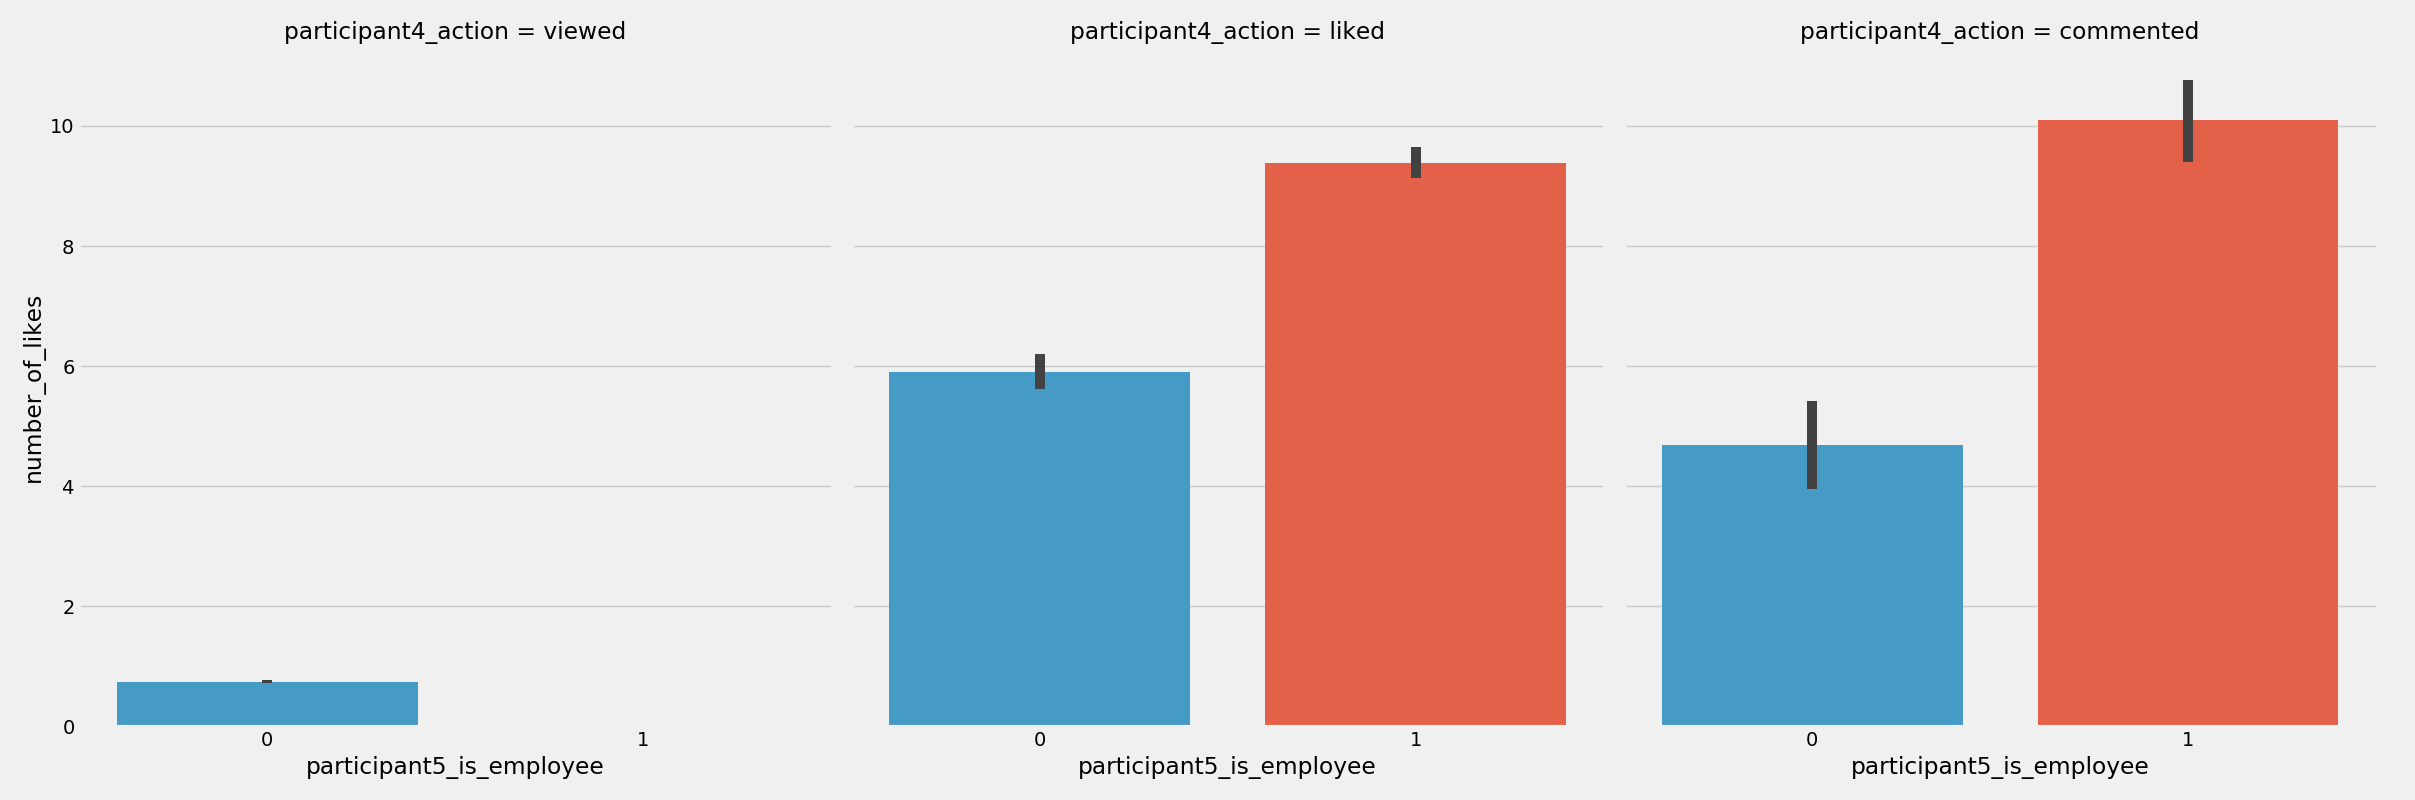 participant4_action = viewed
participant4_action = liked
participant4_action = commented
number_of_likes
10
8
6
4
2
0
0 1
0 1
0 1
participant5_is_employee
participant5_is_employee
participant5_is_employee